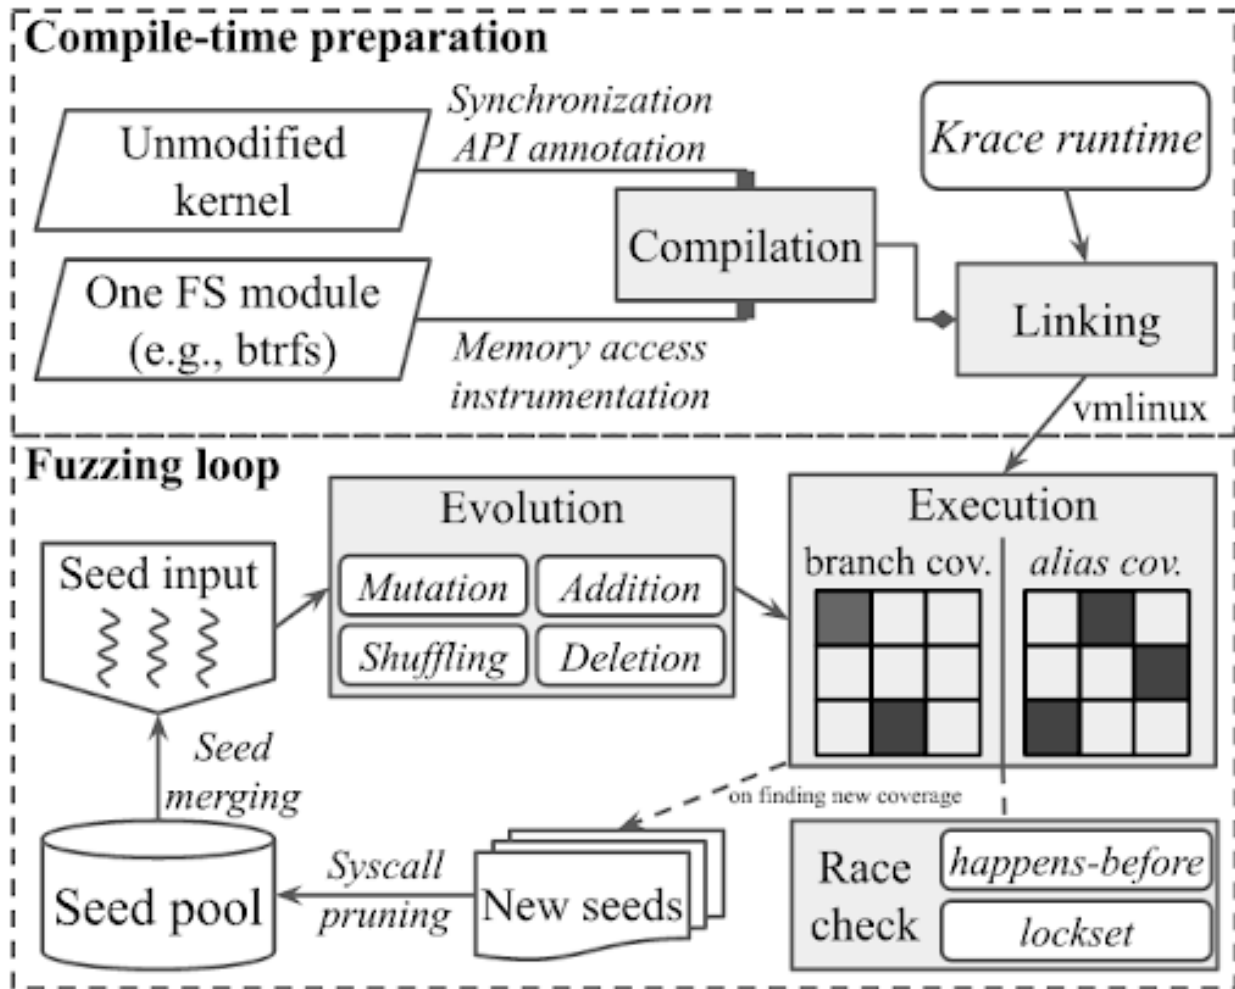 Compile-time preparation
Unmodified
kernel
Synchronization
API annotation
Krace runtime
Compilation
One FS module
(e.g., btrfs)
Memory access
instrumentation
Linking
vmlinux
Fuzzing loop
Seed input
Evolution
Mutation
Addition
Shuffling
Deletion
Execution
branch cov.
alias cov.
Seed
merging
on finding new coverage
Seed pool
Syscall
pruning
New seeds
Race
check
happens-before
lockset